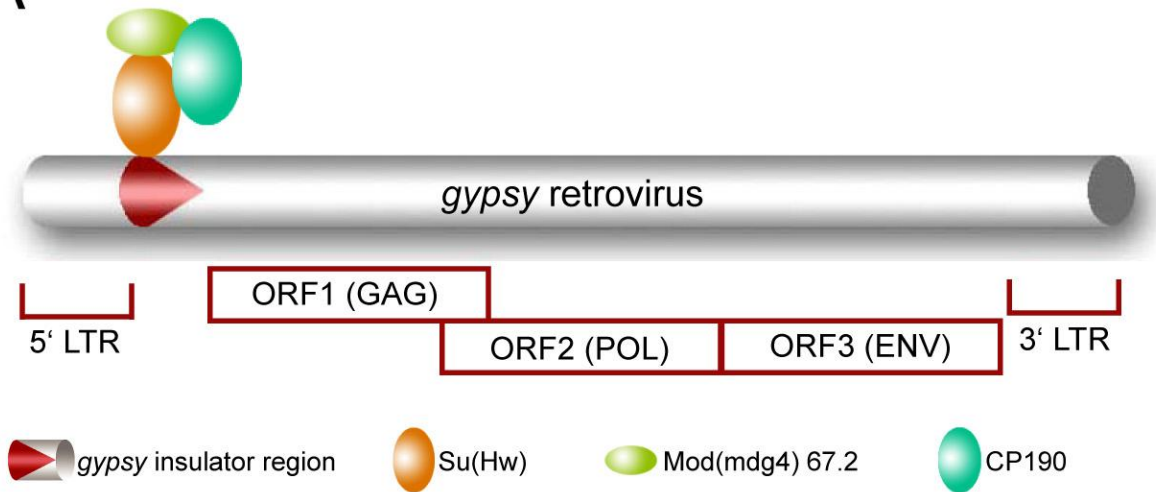 A
gypsy retrovirus
ORF1 (GAG)
5‘ LTR
ORF2 (POL)
ORF3 (ENV)
3‘ LTR
gypsy insulator region
Su(Hw)
Mod(mdg4) 67.2
CP190